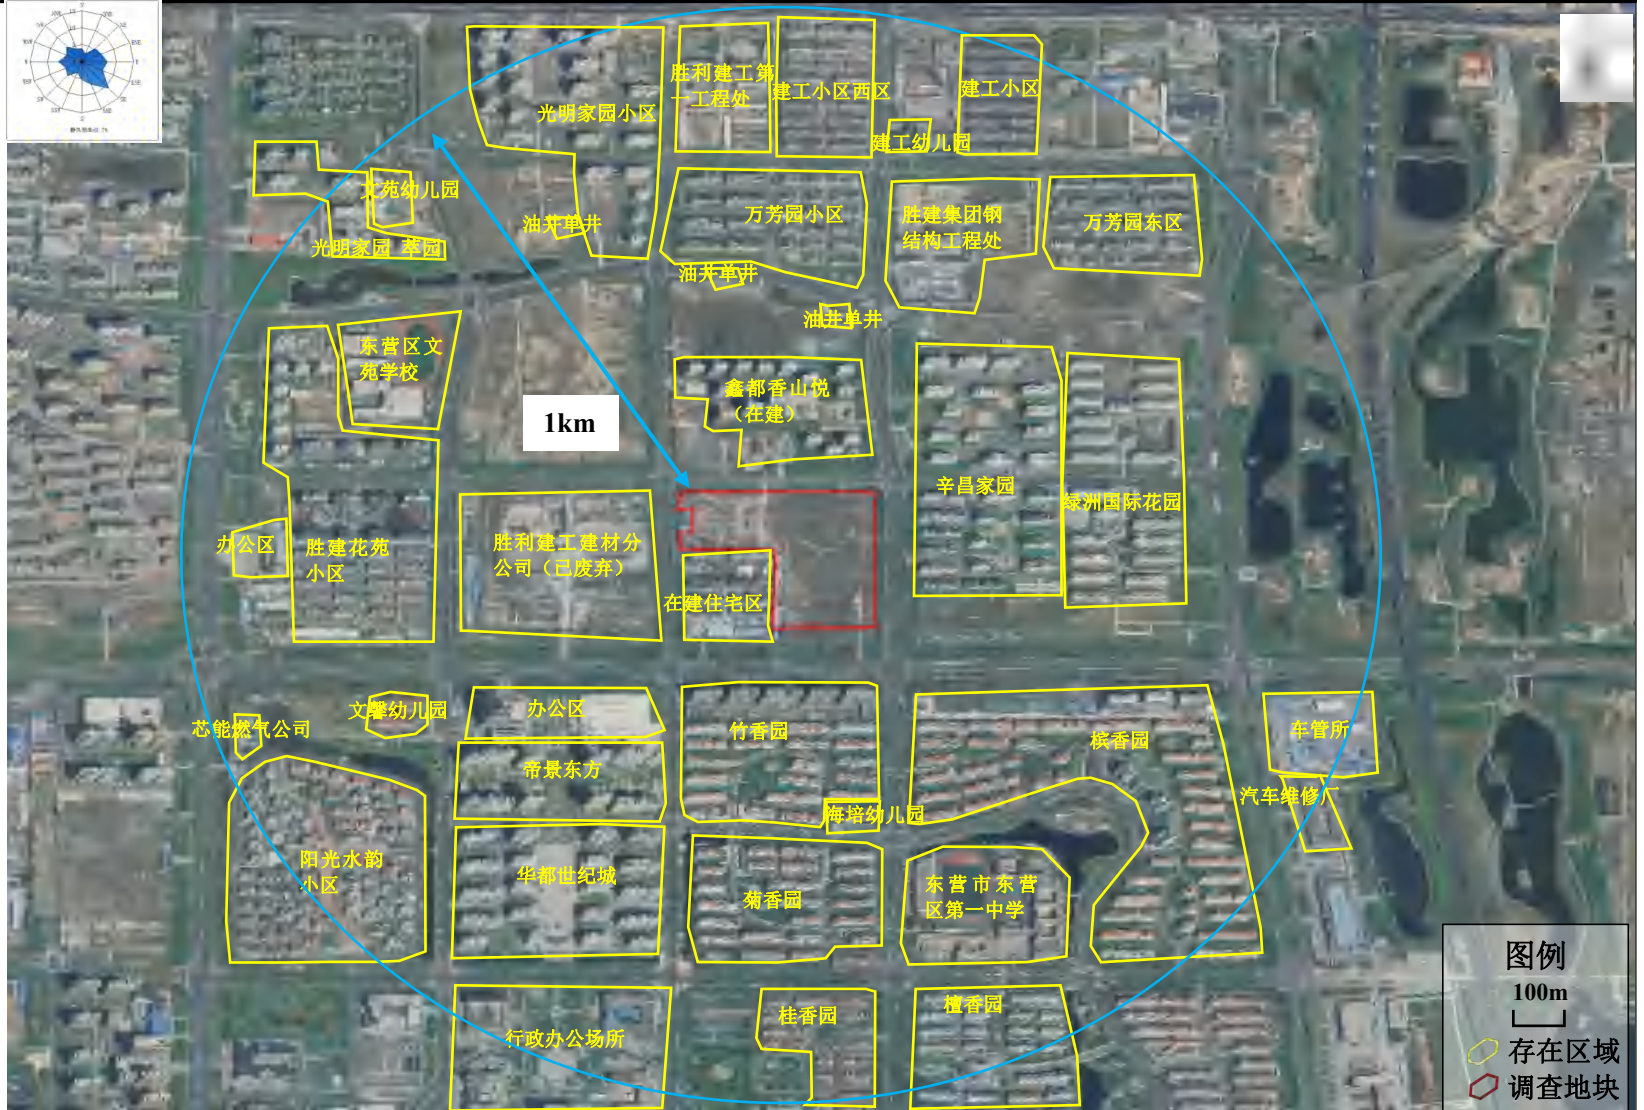 胜利建工第
一工程处
建工小区西区
建工小区
光明家园小区
建工幼儿园
文苑幼儿园
光明家园 萃园
油井单井
万芳园小区
胜建集团钢
结构工程处
万芳园东区
油井单井
油井单井
东营区文
苑学校
鑫都香山悦
（在建）
1km
辛昌家园
绿洲国际花园
办公区
胜建花苑
小区
胜利建工建材分
公司（已废弃）
在建住宅区
芯能燃气公司
文馨幼儿园
办公区
竹香园
槟香园
车管所
帝景东方
海培幼儿园
汽车维修厂
阳光水韵
小区
华都世纪城
菊香园
东营市东营
区第一中学
行政办公场所
桂香园
檀香园
图例
100m
存在区域
调查地块